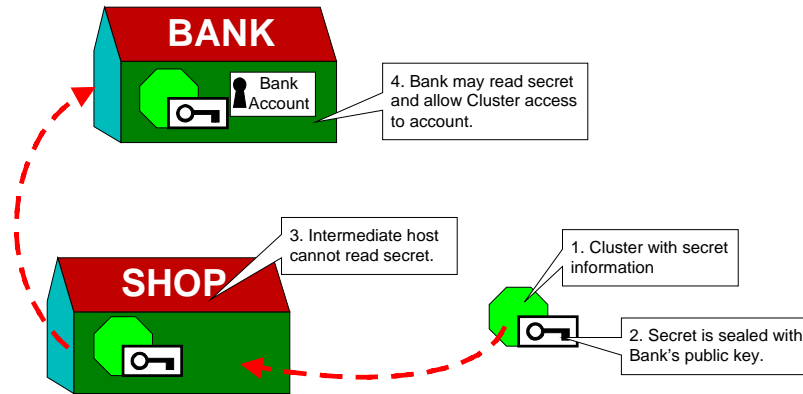 BANK
Bank
Account
4. Bank may read secret
and allow Cluster access
to account.
3. Intermediate host
cannot read secret.
SHOP
1. Cluster with secret
information
2. Secret is sealed with
Bank's public key.